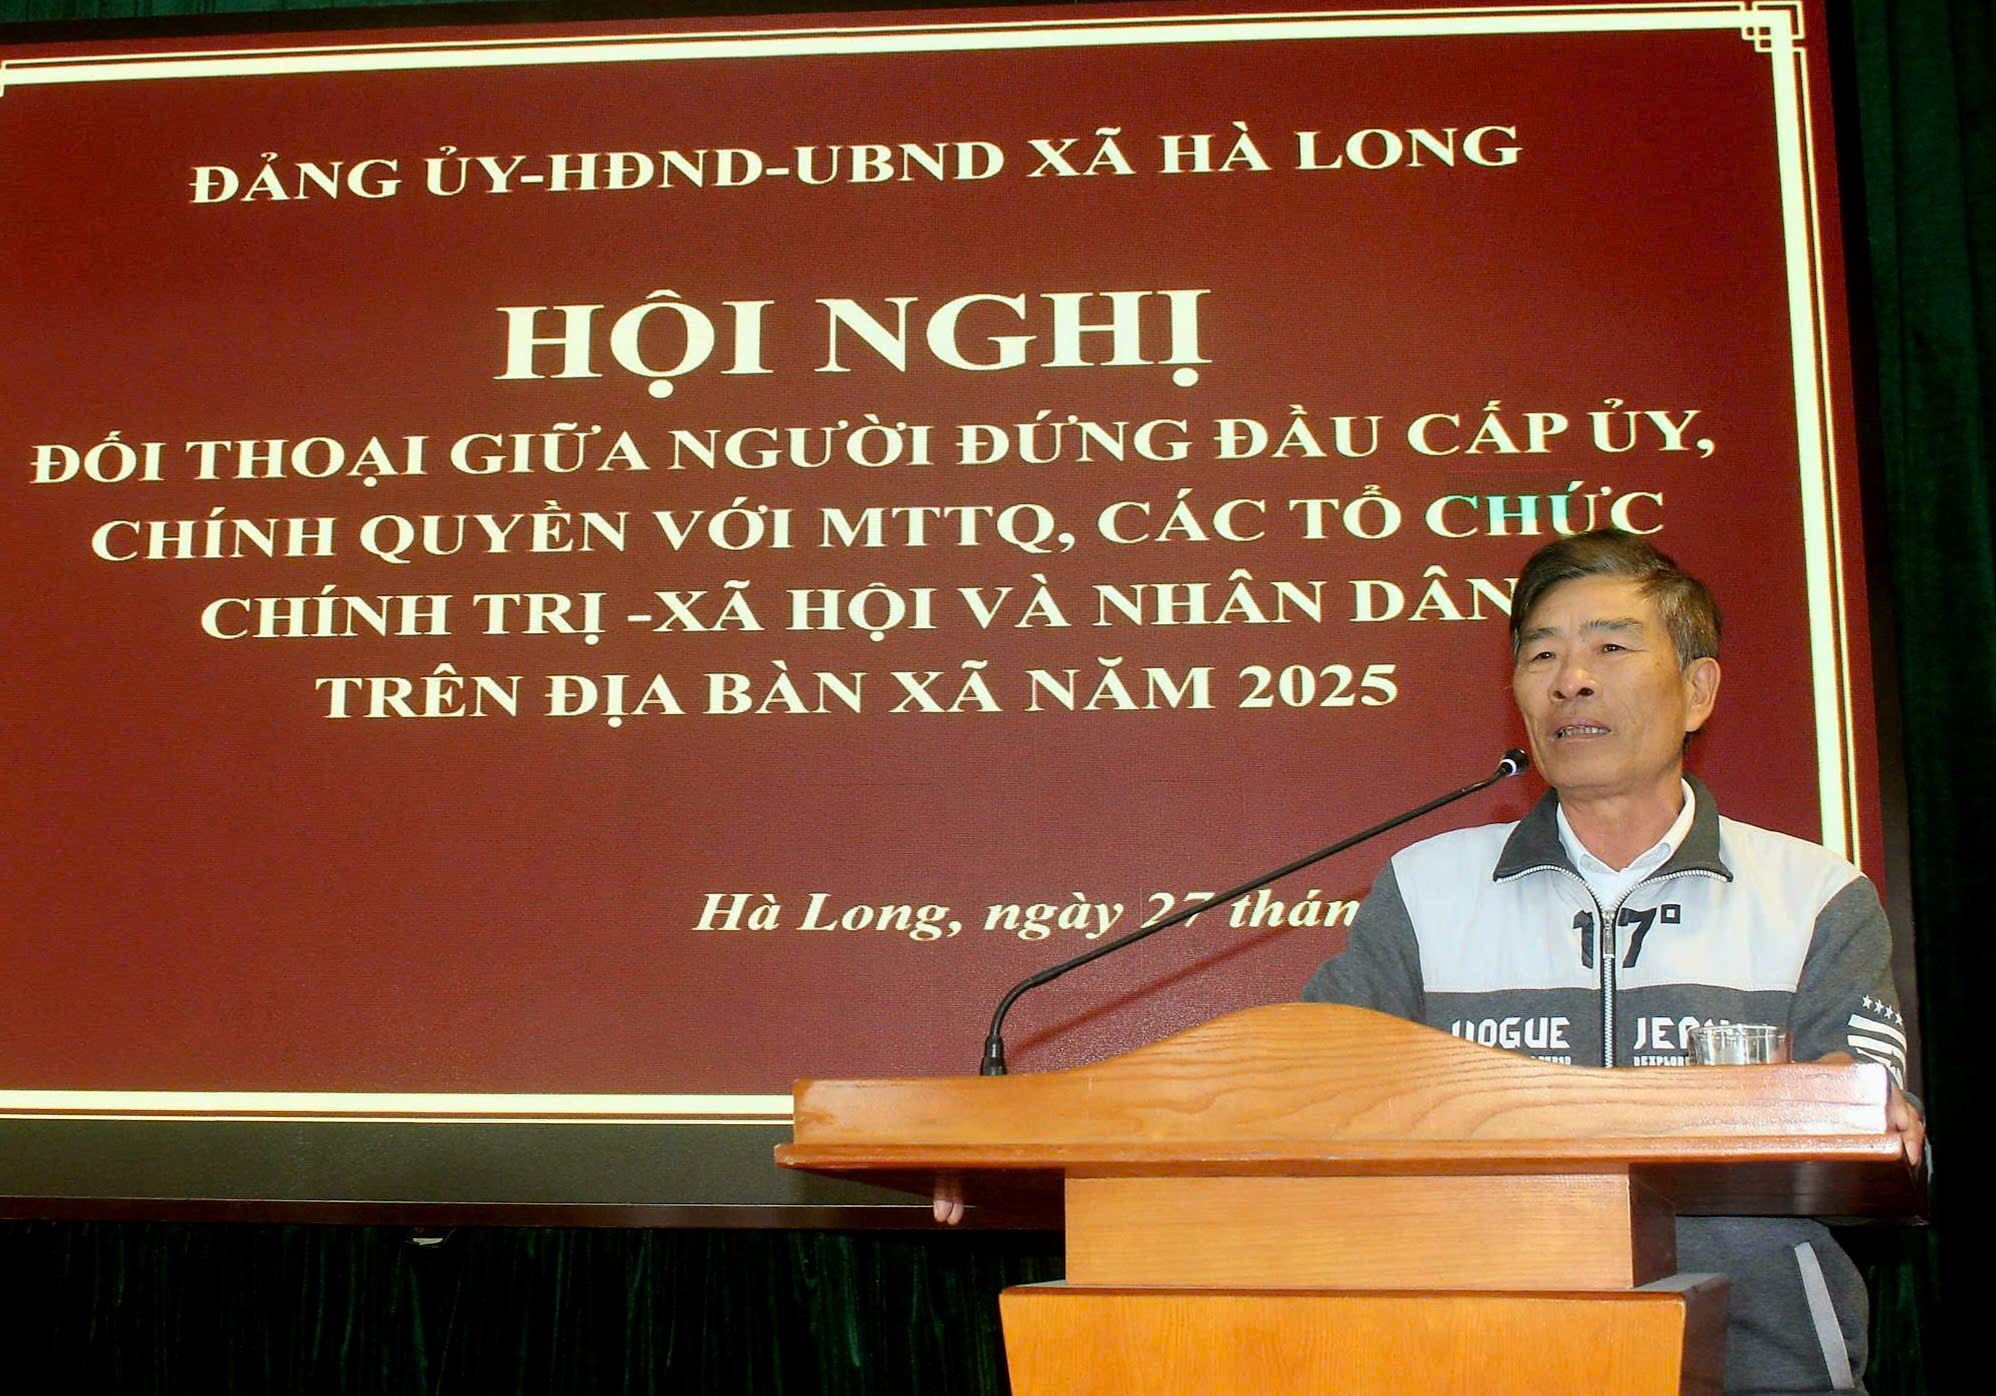 ĐẢNG ỦY-HĐND-UBND XÃ HÀ LONG
HỘI NGHỊ
ĐỐI THOẠI GIỮA NGƯỜI ĐỨNG ĐẦU CẤP ỦY,
CHÍNH QUYỀN VỚI MTTQ, CÁC TỔ CHỨC
CHÍNH TRỊ -XÃ HỘI VÀ NHÂN DÂN
TRÊN ĐỊA BÀN XÃ NĂM 2025
Hà Long, ngày 27
17°